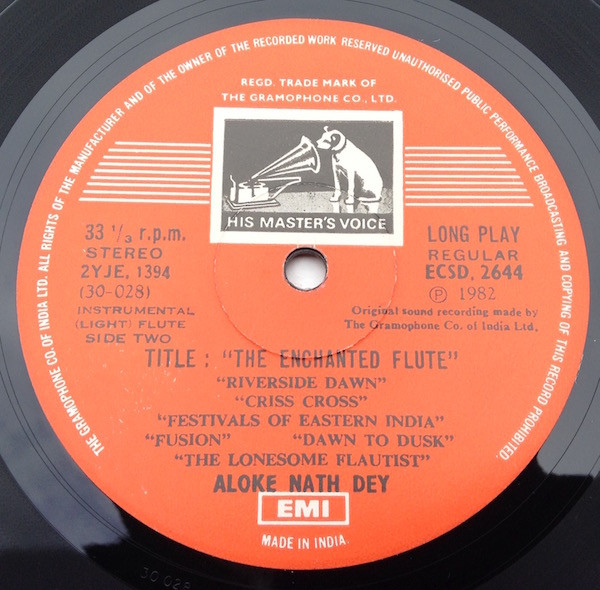 THE GRAMOPHONE CO. OF INDIA LTD. ALL RIGHTS OF THE MANUFACTURER AND OF THE OWNER OF THE RECORDED WORK RESERVED UNAUTHORISED PUBLIC PERFORMANCE BROADCASTING AND COPYING OF THIS RECORD PROHIBITED.
REGD. TRADE MARK OF
THE GRAMOPHONE CO., LTD.
HIS MASTER'S VOICE
33 1/3 r.p.m.
STEREO
2YJE, 1394
(30-028)
INSTRUMENTAL
(LIGHT) FLUTE
SIDE TWO
LONG PLAY
REGULAR
ECSD, 2644
Ⓟ 1982
Original sound recording made by
The Gramophone Co. of India Ltd.
TITLE : "THE ENCHANTED FLUTE"
"RIVERSIDE DAWN"
"CRISS CROSS"
"FESTIVALS OF EASTERN INDIA"
"FUSION" "DAWN TO DUSK"
"THE LONESOME FLAUTIST"
ALOKE NATH DEY
EMI
MADE IN INDIA.
30 028